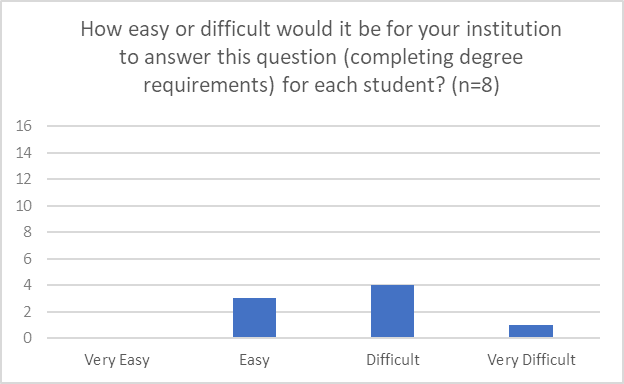 How easy or difficult would it be for your institution
to answer this question (completing degree
requirements) for each student? (n=8)
16
14
12
10
8
6
4
2
0
Very Easy Easy Difficult Very Difficult